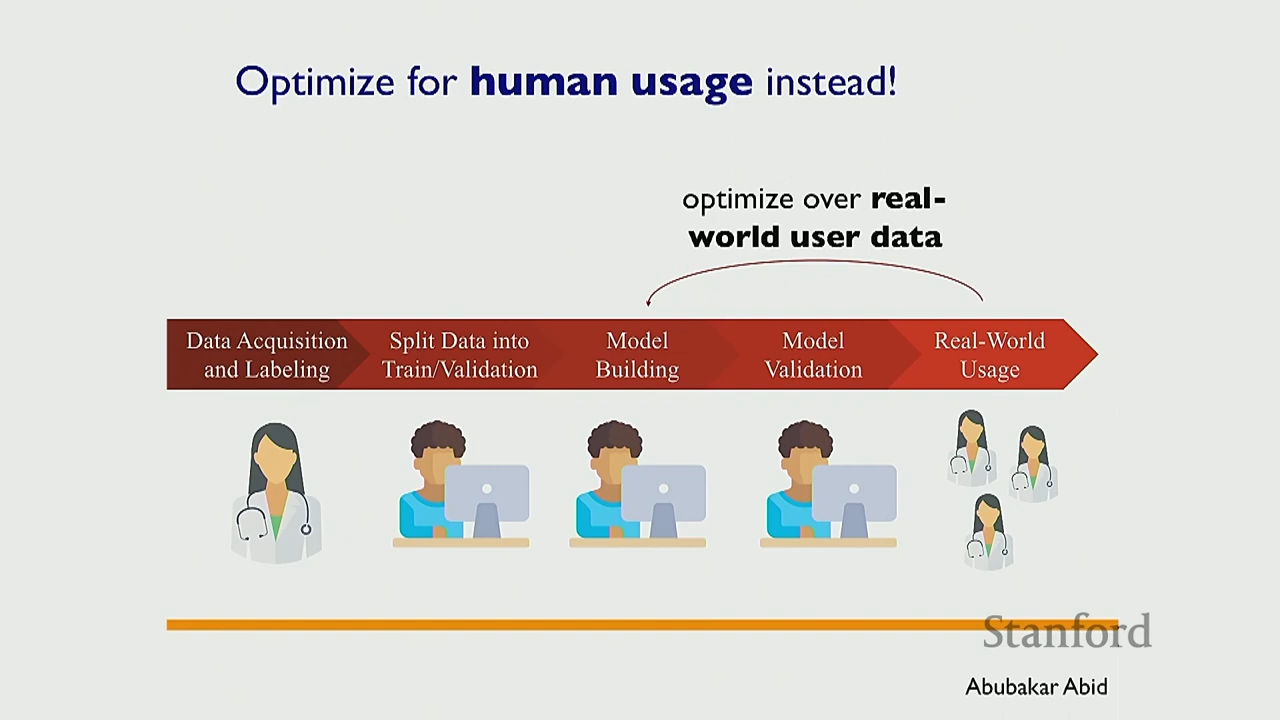 Optimize for human usage instead!
optimize over real-
world user data
Data Acquisition
and Labeling
Split Data into
Train/Validation
Model
Building
Model
Validation
Real-World
Usage
Stanford
Abubakar Abid